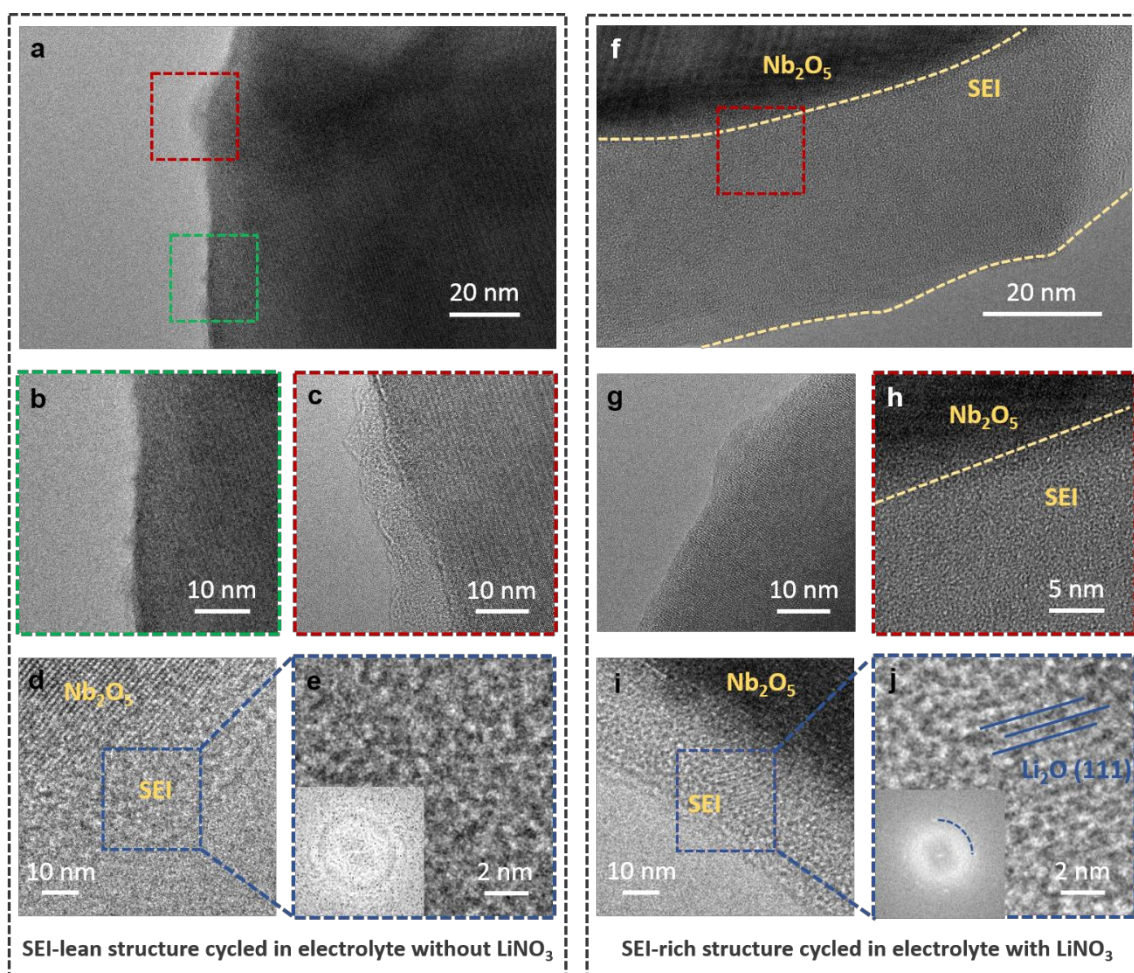 a
20 nm
b
10 nm
c
10 nm
d
Nb₂O₅
SEI
10 nm
e
2 nm
SEI-lean structure cycled in electrolyte without LiNO₃
f
Nb₂O₅
SEI
20 nm
g
10 nm
h
Nb₂O₅
SEI
5 nm
i
Nb₂O₅
SEI
10 nm
j
Li₂O (111)
2 nm
SEI-rich structure cycled in electrolyte with LiNO₃